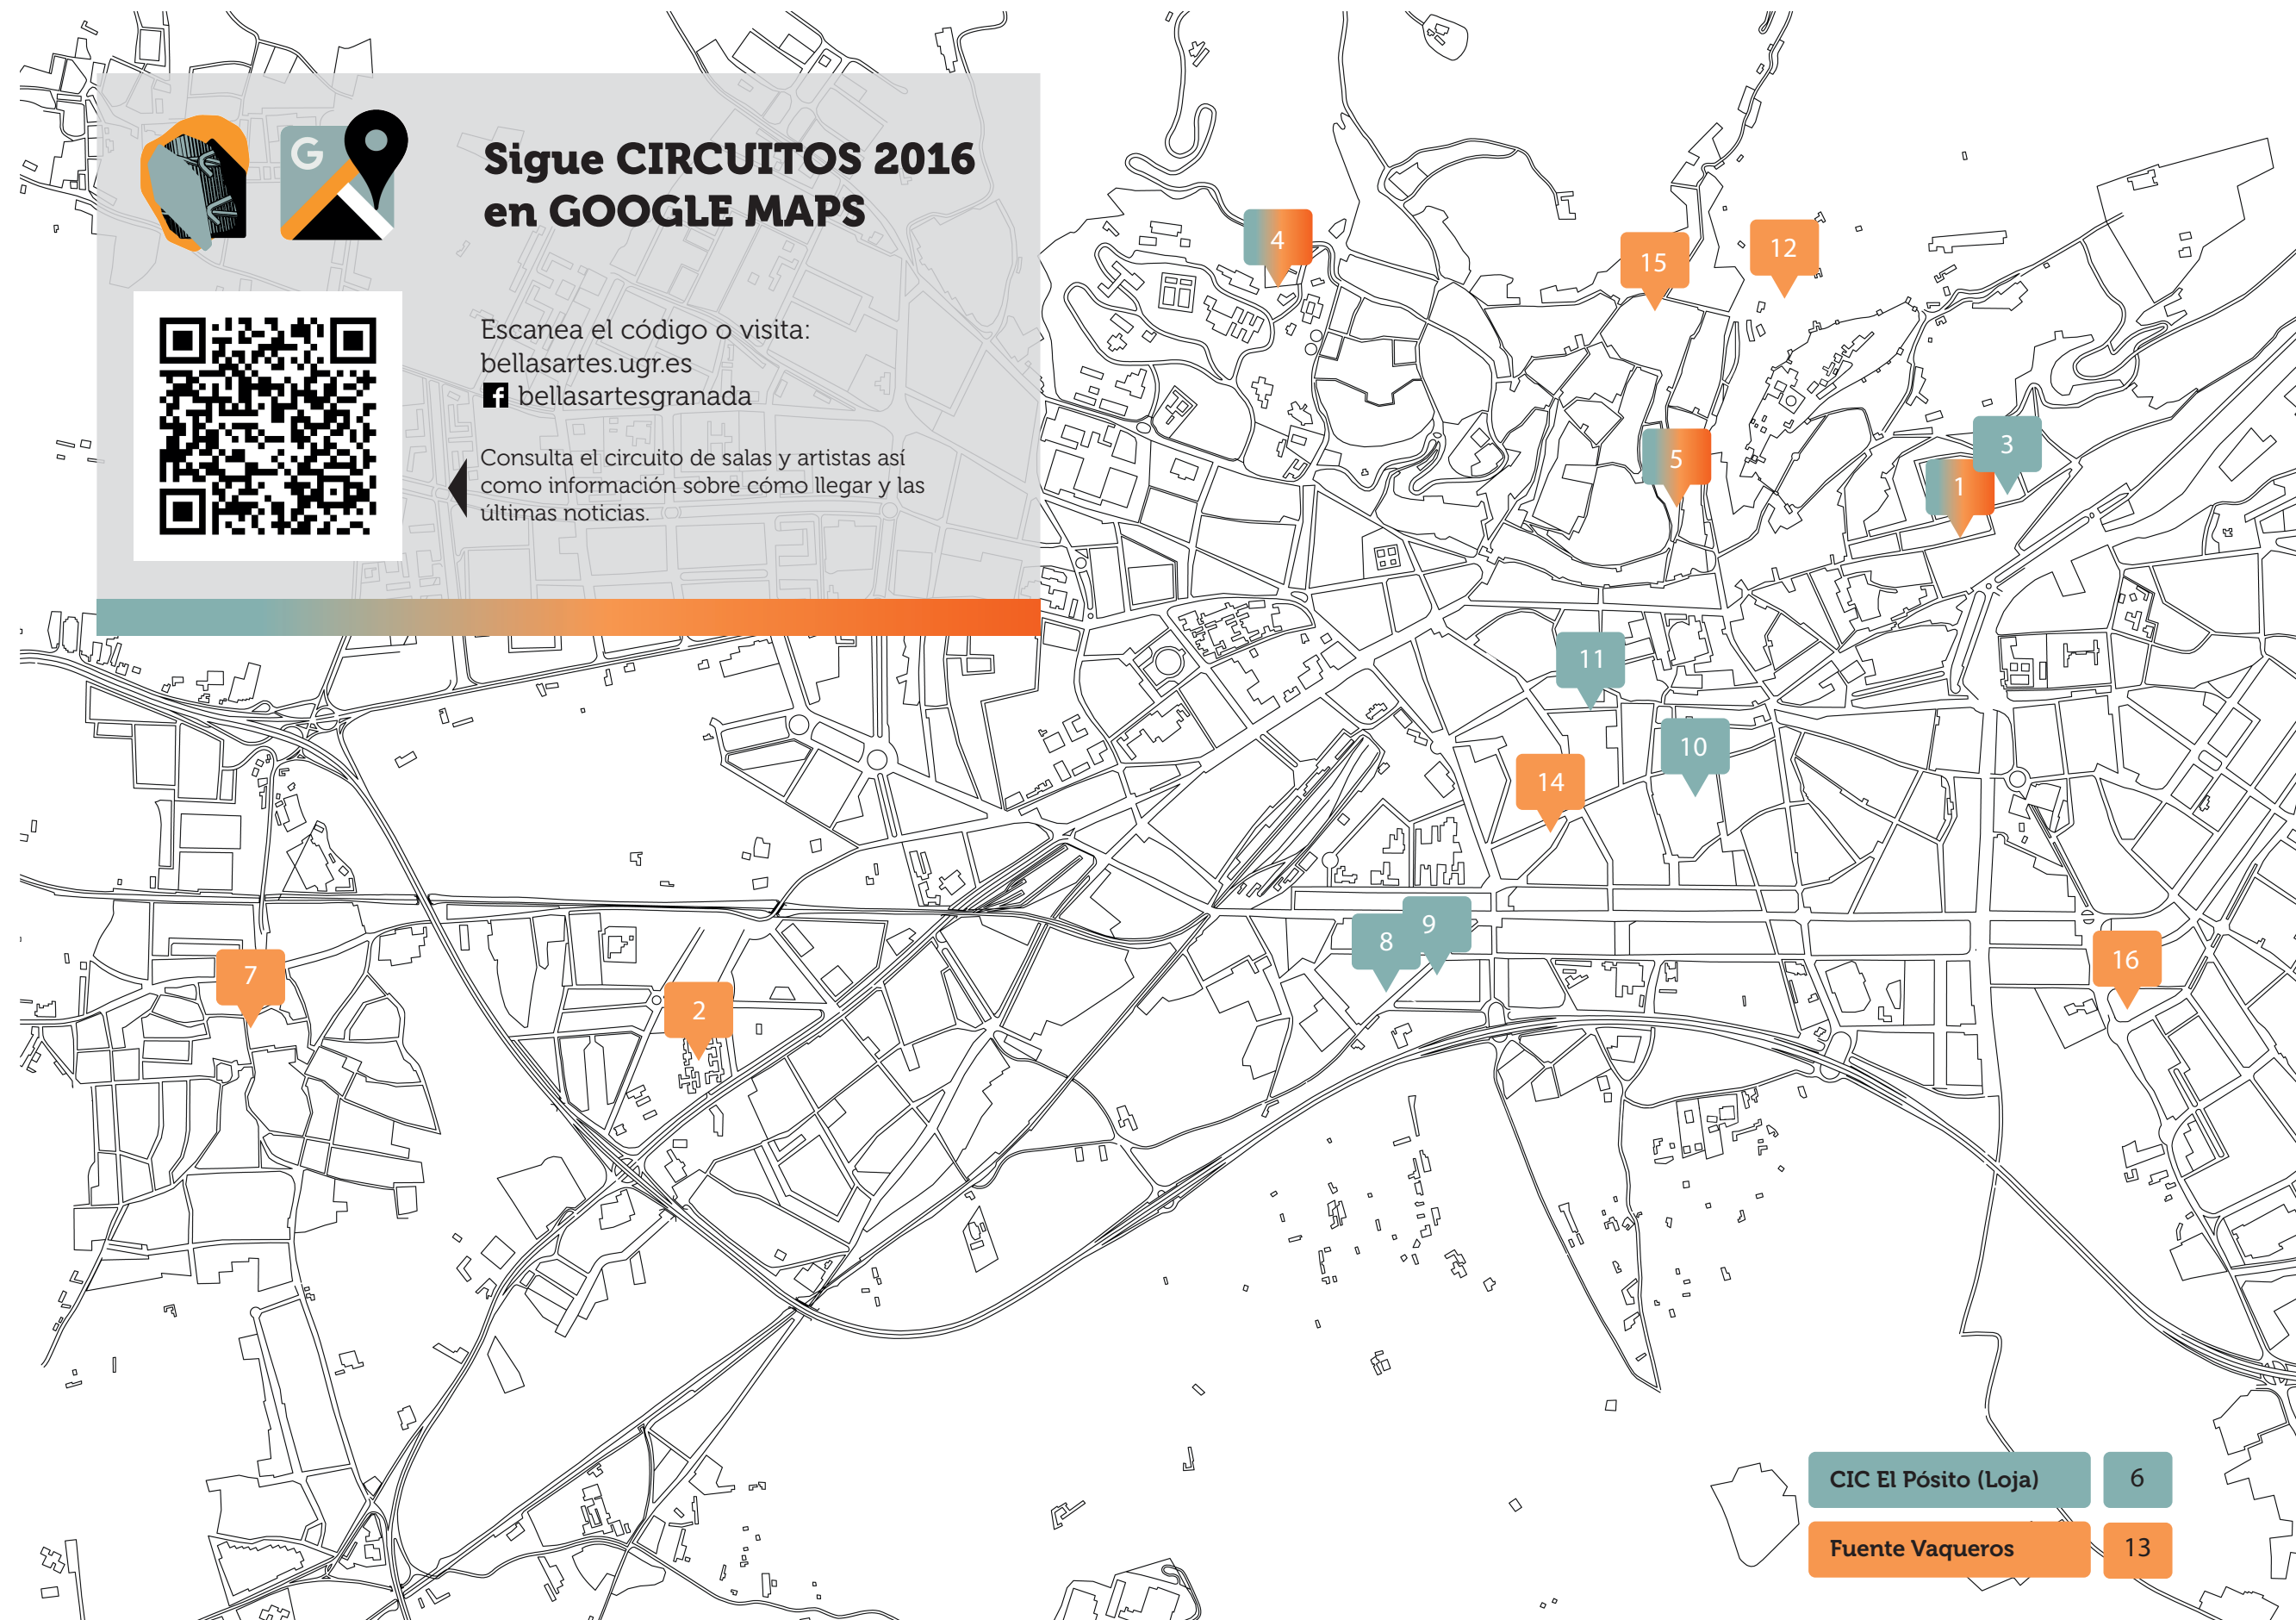 G
Sigue CIRCUITOS 2016
en GOOGLE MAPS
Escanea el código o visita:
bellasartes.ugr.es
f bellasartesgranada
Consulta el circuito de salas y artistas así
como información sobre cómo llegar y las
últimas noticias.
4
15
12
5
3
1
11
10
14
9
8
16
7
2
CIC El Pósito (Loja) 6
Fuente Vaqueros 13